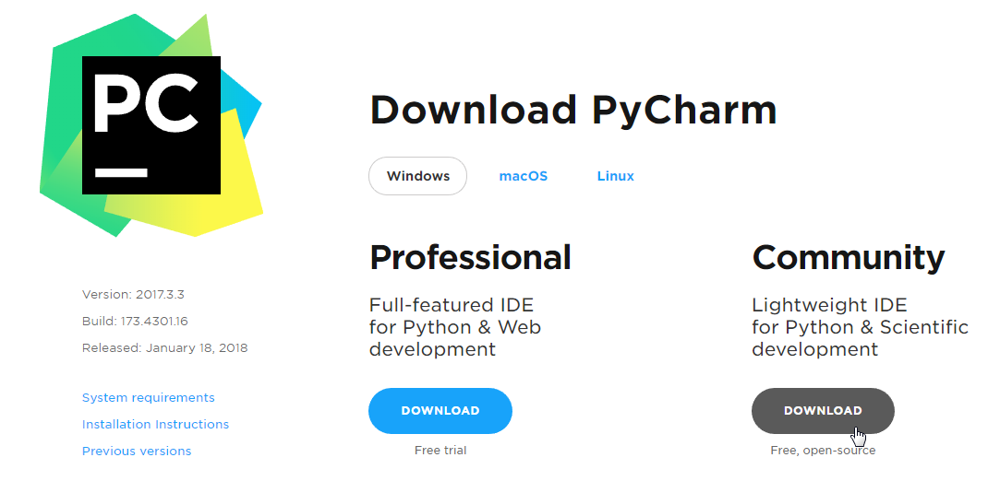 PC
Download PyCharm
Windows
macOS
Linux
Version: 2017.3.3
Build: 173.4301.16
Released: January 18, 2018
System requirements
Installation Instructions
Previous versions
Professional
Full-featured IDE
for Python & Web
development
DOWNLOAD
Free trial
Community
Lightweight IDE
for Python & Scientific
development
DOWNLOAD
Free, open-source